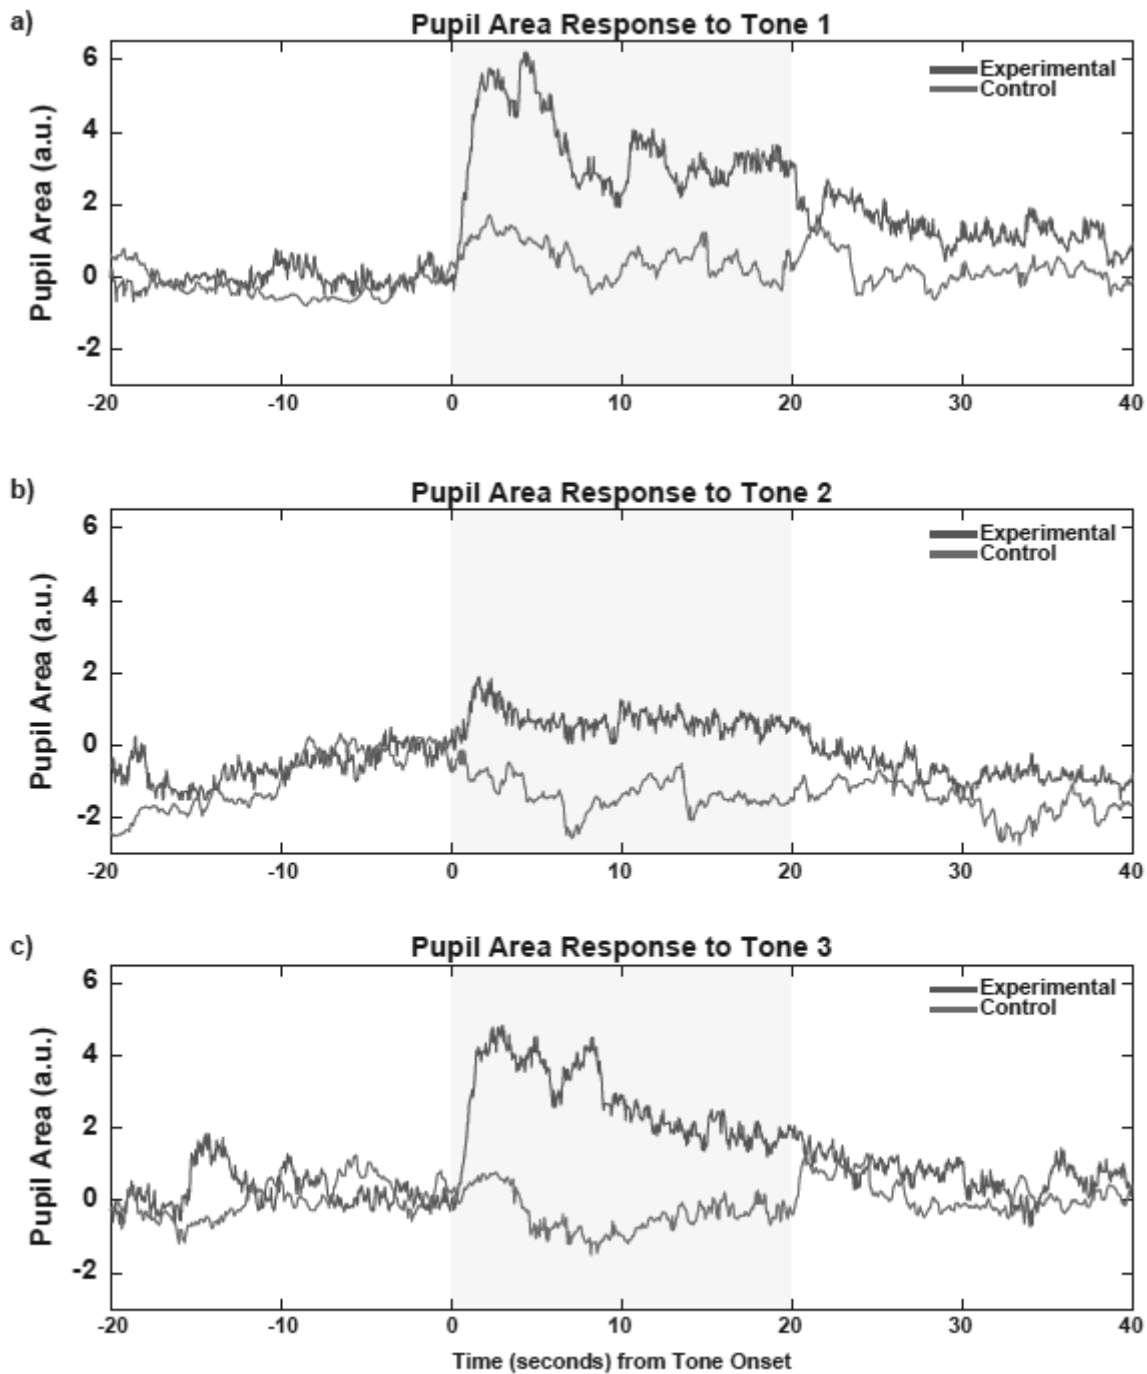 a)
Pupil Area Response to Tone 1
Experimental
Control
Pupil Area (a.u.)
6
4
2
0
-2
-20 -10 0 10 20 30 40
b)
Pupil Area Response to Tone 2
Experimental
Control
Pupil Area (a.u.)
6
4
2
0
-2
-20 -10 0 10 20 30 40
c)
Pupil Area Response to Tone 3
Experimental
Control
Pupil Area (a.u.)
6
4
2
0
-2
-20 -10 0 10 20 30 40
Time (seconds) from Tone Onset